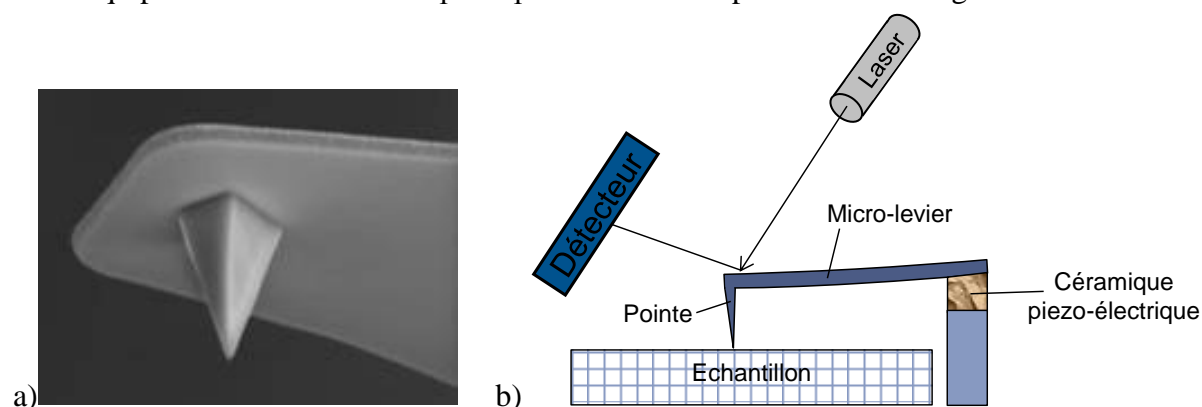 a)
b)
Laser
Détecteur
Micro-levier
Pointe
Céramique
piezo-électrique
Echantillon